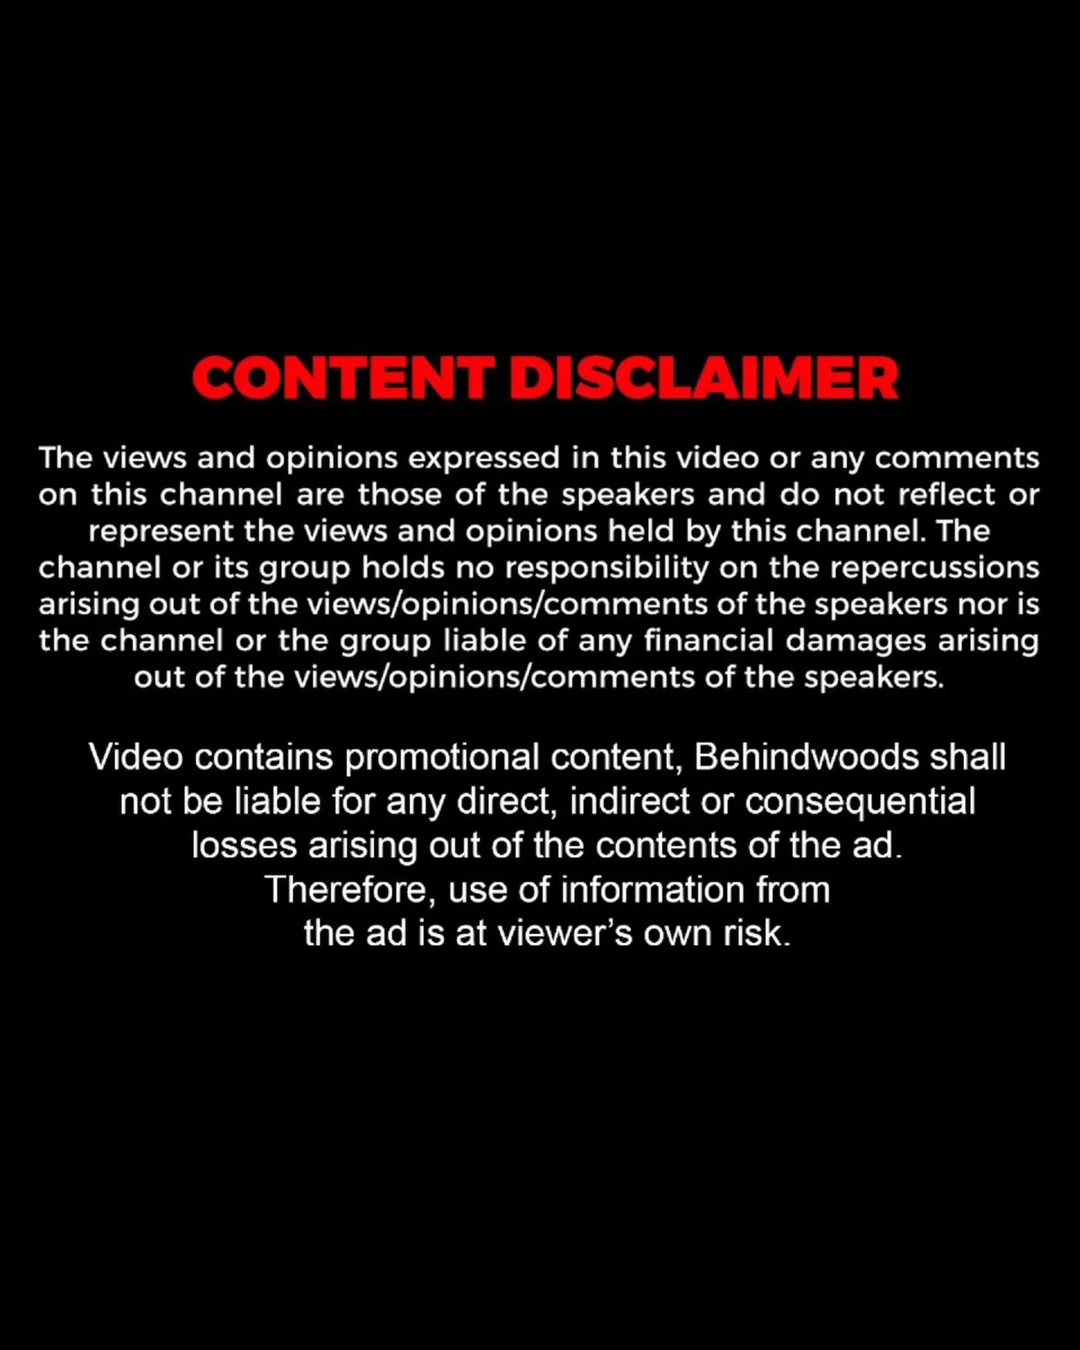 CONTENT DISCLAIMER
The views and opinions expressed in this video or any comments
on this channel are those of the speakers and do not reflect or
represent the views and opinions held by this channel. The
channel or its group holds no responsibility on the repercussions
arising out of the views/opinions/comments of the speakers nor is
the channel or the group liable of any financial damages arising
out of the views/opinions/comments of the speakers.
Video contains promotional content, Behindwoods shall
not be liable for any direct, indirect or consequential
losses arising out of the contents of the ad.
Therefore, use of information from
the ad is at viewer’s own risk.